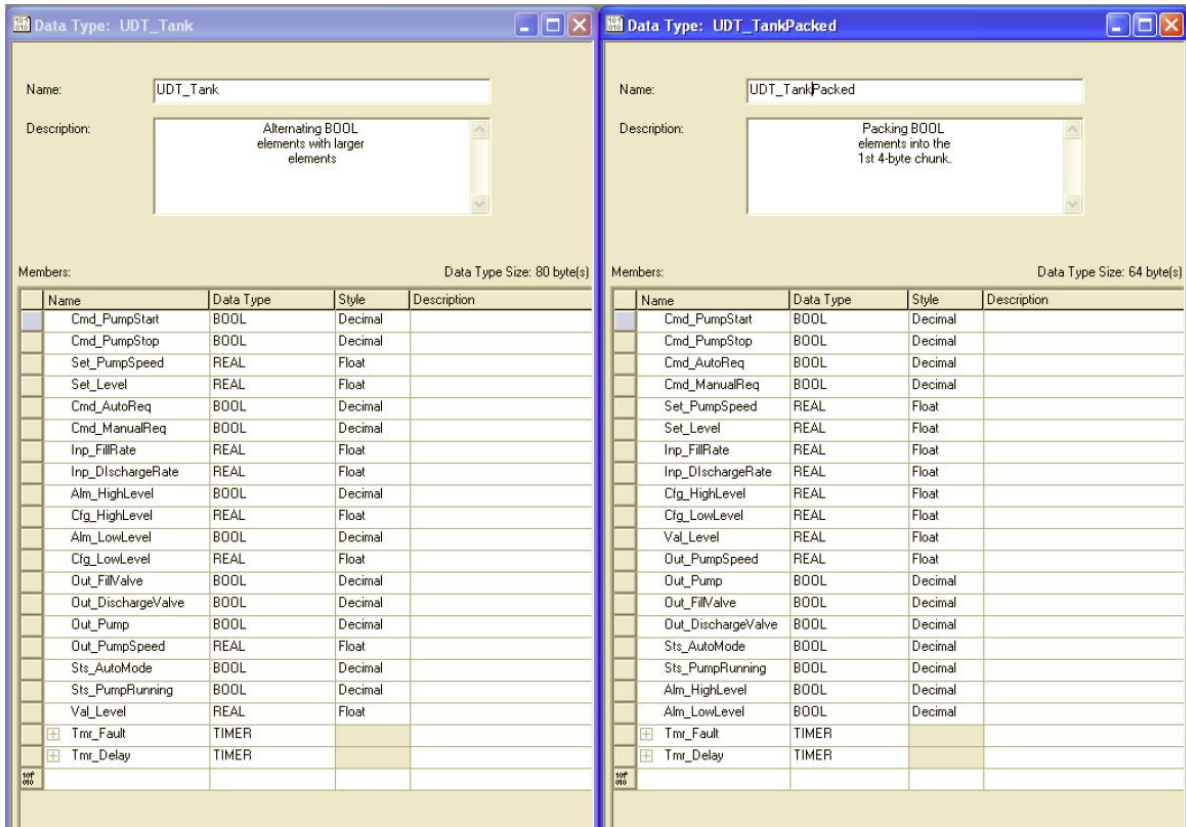 Data Type: UDT_Tank
Name: UDT_Tank
Description: Alternating BOOL
elements with larger
elements
Members: Data Type Size: 80 byte(s)
Name Data Type Style Description
Cmd_PumpStart BOOL Decimal
Cmd_PumpStop BOOL Decimal
Set_PumpSpeed REAL Float
Set_Level REAL Float
Cmd_AutoReq BOOL Decimal
Cmd_ManualReq BOOL Decimal
Inp_FillRate REAL Float
Inp_DIschargeRate REAL Float
Alm_HighLevel BOOL Decimal
Cfg_HighLevel REAL Float
Alm_LowLevel BOOL Decimal
Cfg_LowLevel REAL Float
Out_FillValve BOOL Decimal
Out_DischargeValve BOOL Decimal
Out_Pump BOOL Decimal
Out_PumpSpeed REAL Float
Sts_AutoMode BOOL Decimal
Sts_PumpRunning BOOL Decimal
Val_Level REAL Float
Tmr_Fault TIMER
Tmr_Delay TIMER
Data Type: UDT_TankPacked
Name: UDT_TankPacked
Description: Packing BOOL
elements into the
1st 4-byte chunk.
Members: Data Type Size: 64 byte(s)
Name Data Type Style Description
Cmd_PumpStart BOOL Decimal
Cmd_PumpStop BOOL Decimal
Cmd_AutoReq BOOL Decimal
Cmd_ManualReq BOOL Decimal
Set_PumpSpeed REAL Float
Set_Level REAL Float
Inp_FillRate REAL Float
Inp_DIschargeRate REAL Float
Cfg_HighLevel REAL Float
Cfg_LowLevel REAL Float
Val_Level REAL Float
Out_PumpSpeed REAL Float
Out_Pump BOOL Decimal
Out_FillValve BOOL Decimal
Out_DischargeValve BOOL Decimal
Sts_AutoMode BOOL Decimal
Sts_PumpRunning BOOL Decimal
Alm_HighLevel BOOL Decimal
Alm_LowLevel BOOL Decimal
Tmr_Fault TIMER
Tmr_Delay TIMER